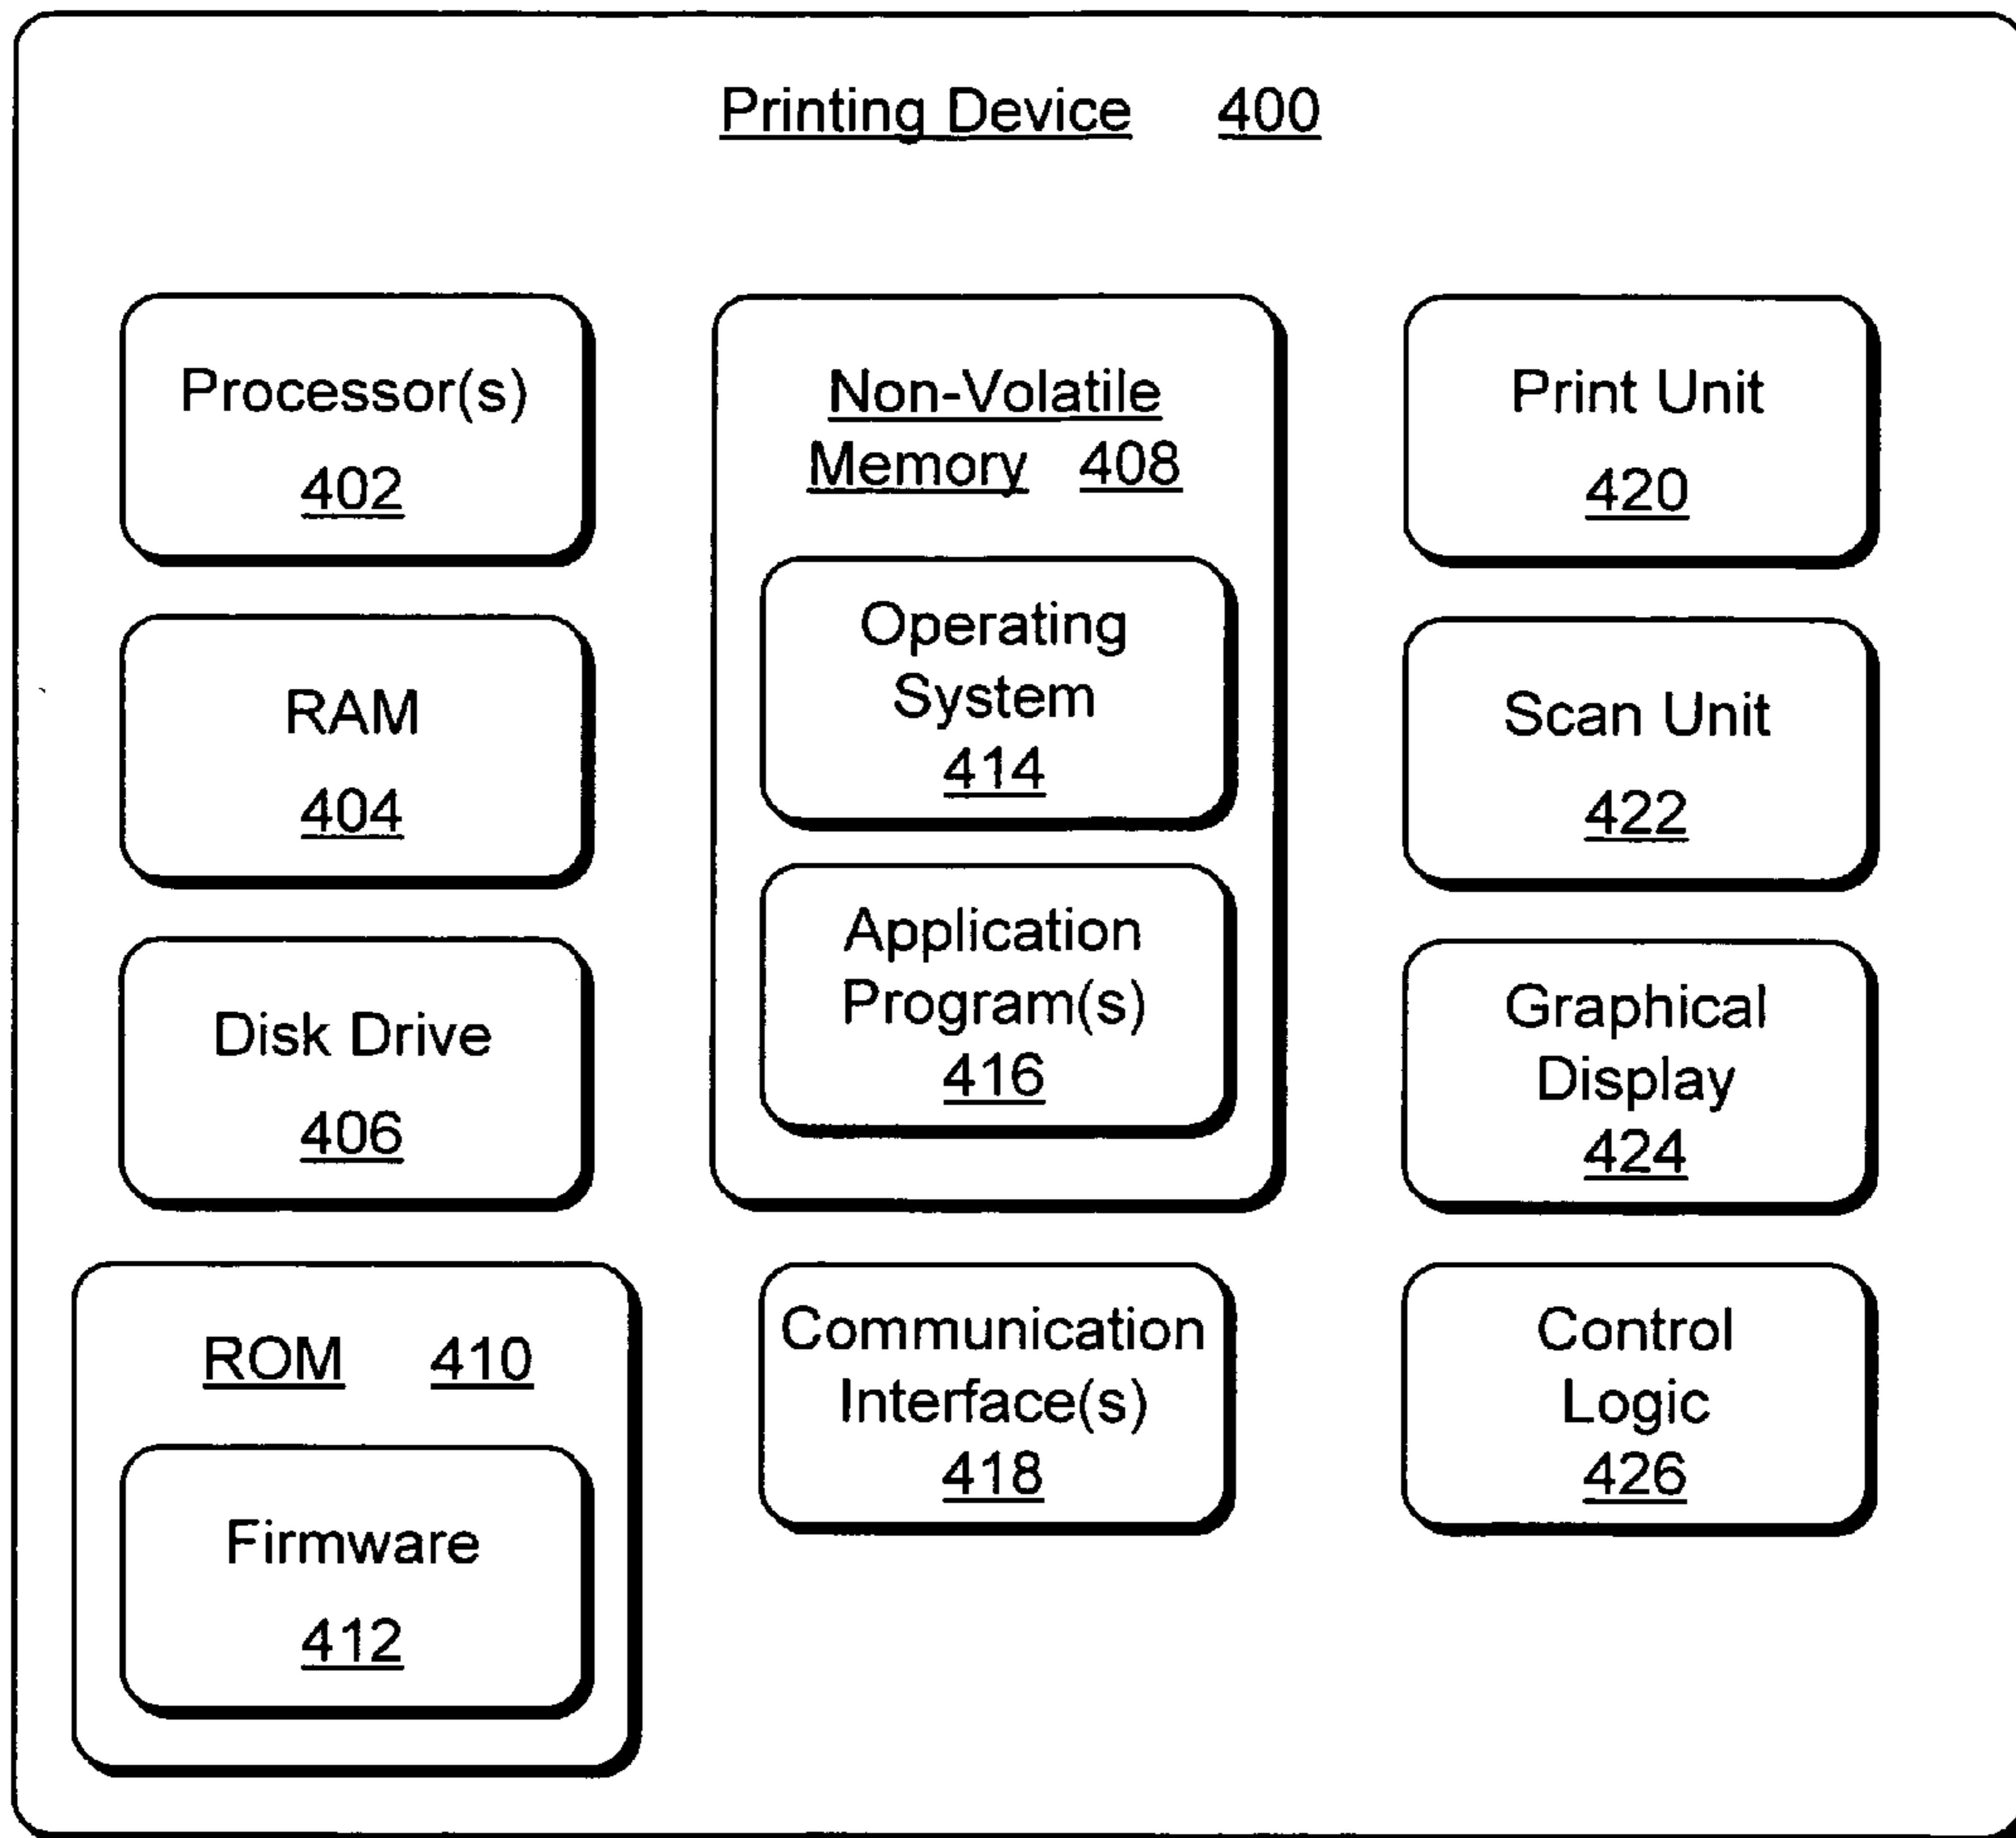 Printing Device 400
Processor(s)
402
RAM
404
Disk Drive
406
ROM 410
Firmware
412
Non-Volatile
Memory 408
Operating
System
414
Application
Program(s)
416
Communication
Interface(s)
418
Print Unit
420
Scan Unit
422
Graphical
Display
424
Control
Logic
426